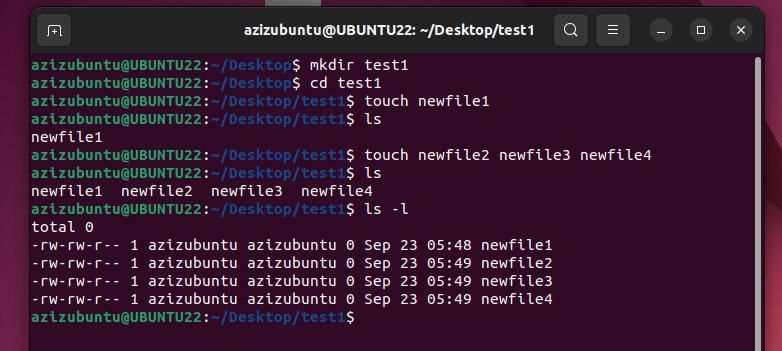 azizubuntu@UBUNTU22: ~/Desktop/test1
azizubuntu@UBUNTU22:~/Desktop$ mkdir test1
azizubuntu@UBUNTU22:~/Desktop$ cd test1
azizubuntu@UBUNTU22:~/Desktop/test1$ touch newfile1
azizubuntu@UBUNTU22:~/Desktop/test1$ ls
newfile1
azizubuntu@UBUNTU22:~/Desktop/test1$ touch newfile2 newfile3 newfile4
azizubuntu@UBUNTU22:~/Desktop/test1$ ls
newfile1  newfile2  newfile3  newfile4
azizubuntu@UBUNTU22:~/Desktop/test1$ ls -l
total 0
-rw-rw-r-- 1 azizubuntu azizubuntu 0 Sep 23 05:48 newfile1
-rw-rw-r-- 1 azizubuntu azizubuntu 0 Sep 23 05:49 newfile2
-rw-rw-r-- 1 azizubuntu azizubuntu 0 Sep 23 05:49 newfile3
-rw-rw-r-- 1 azizubuntu azizubuntu 0 Sep 23 05:49 newfile4
azizubuntu@UBUNTU22:~/Desktop/test1$